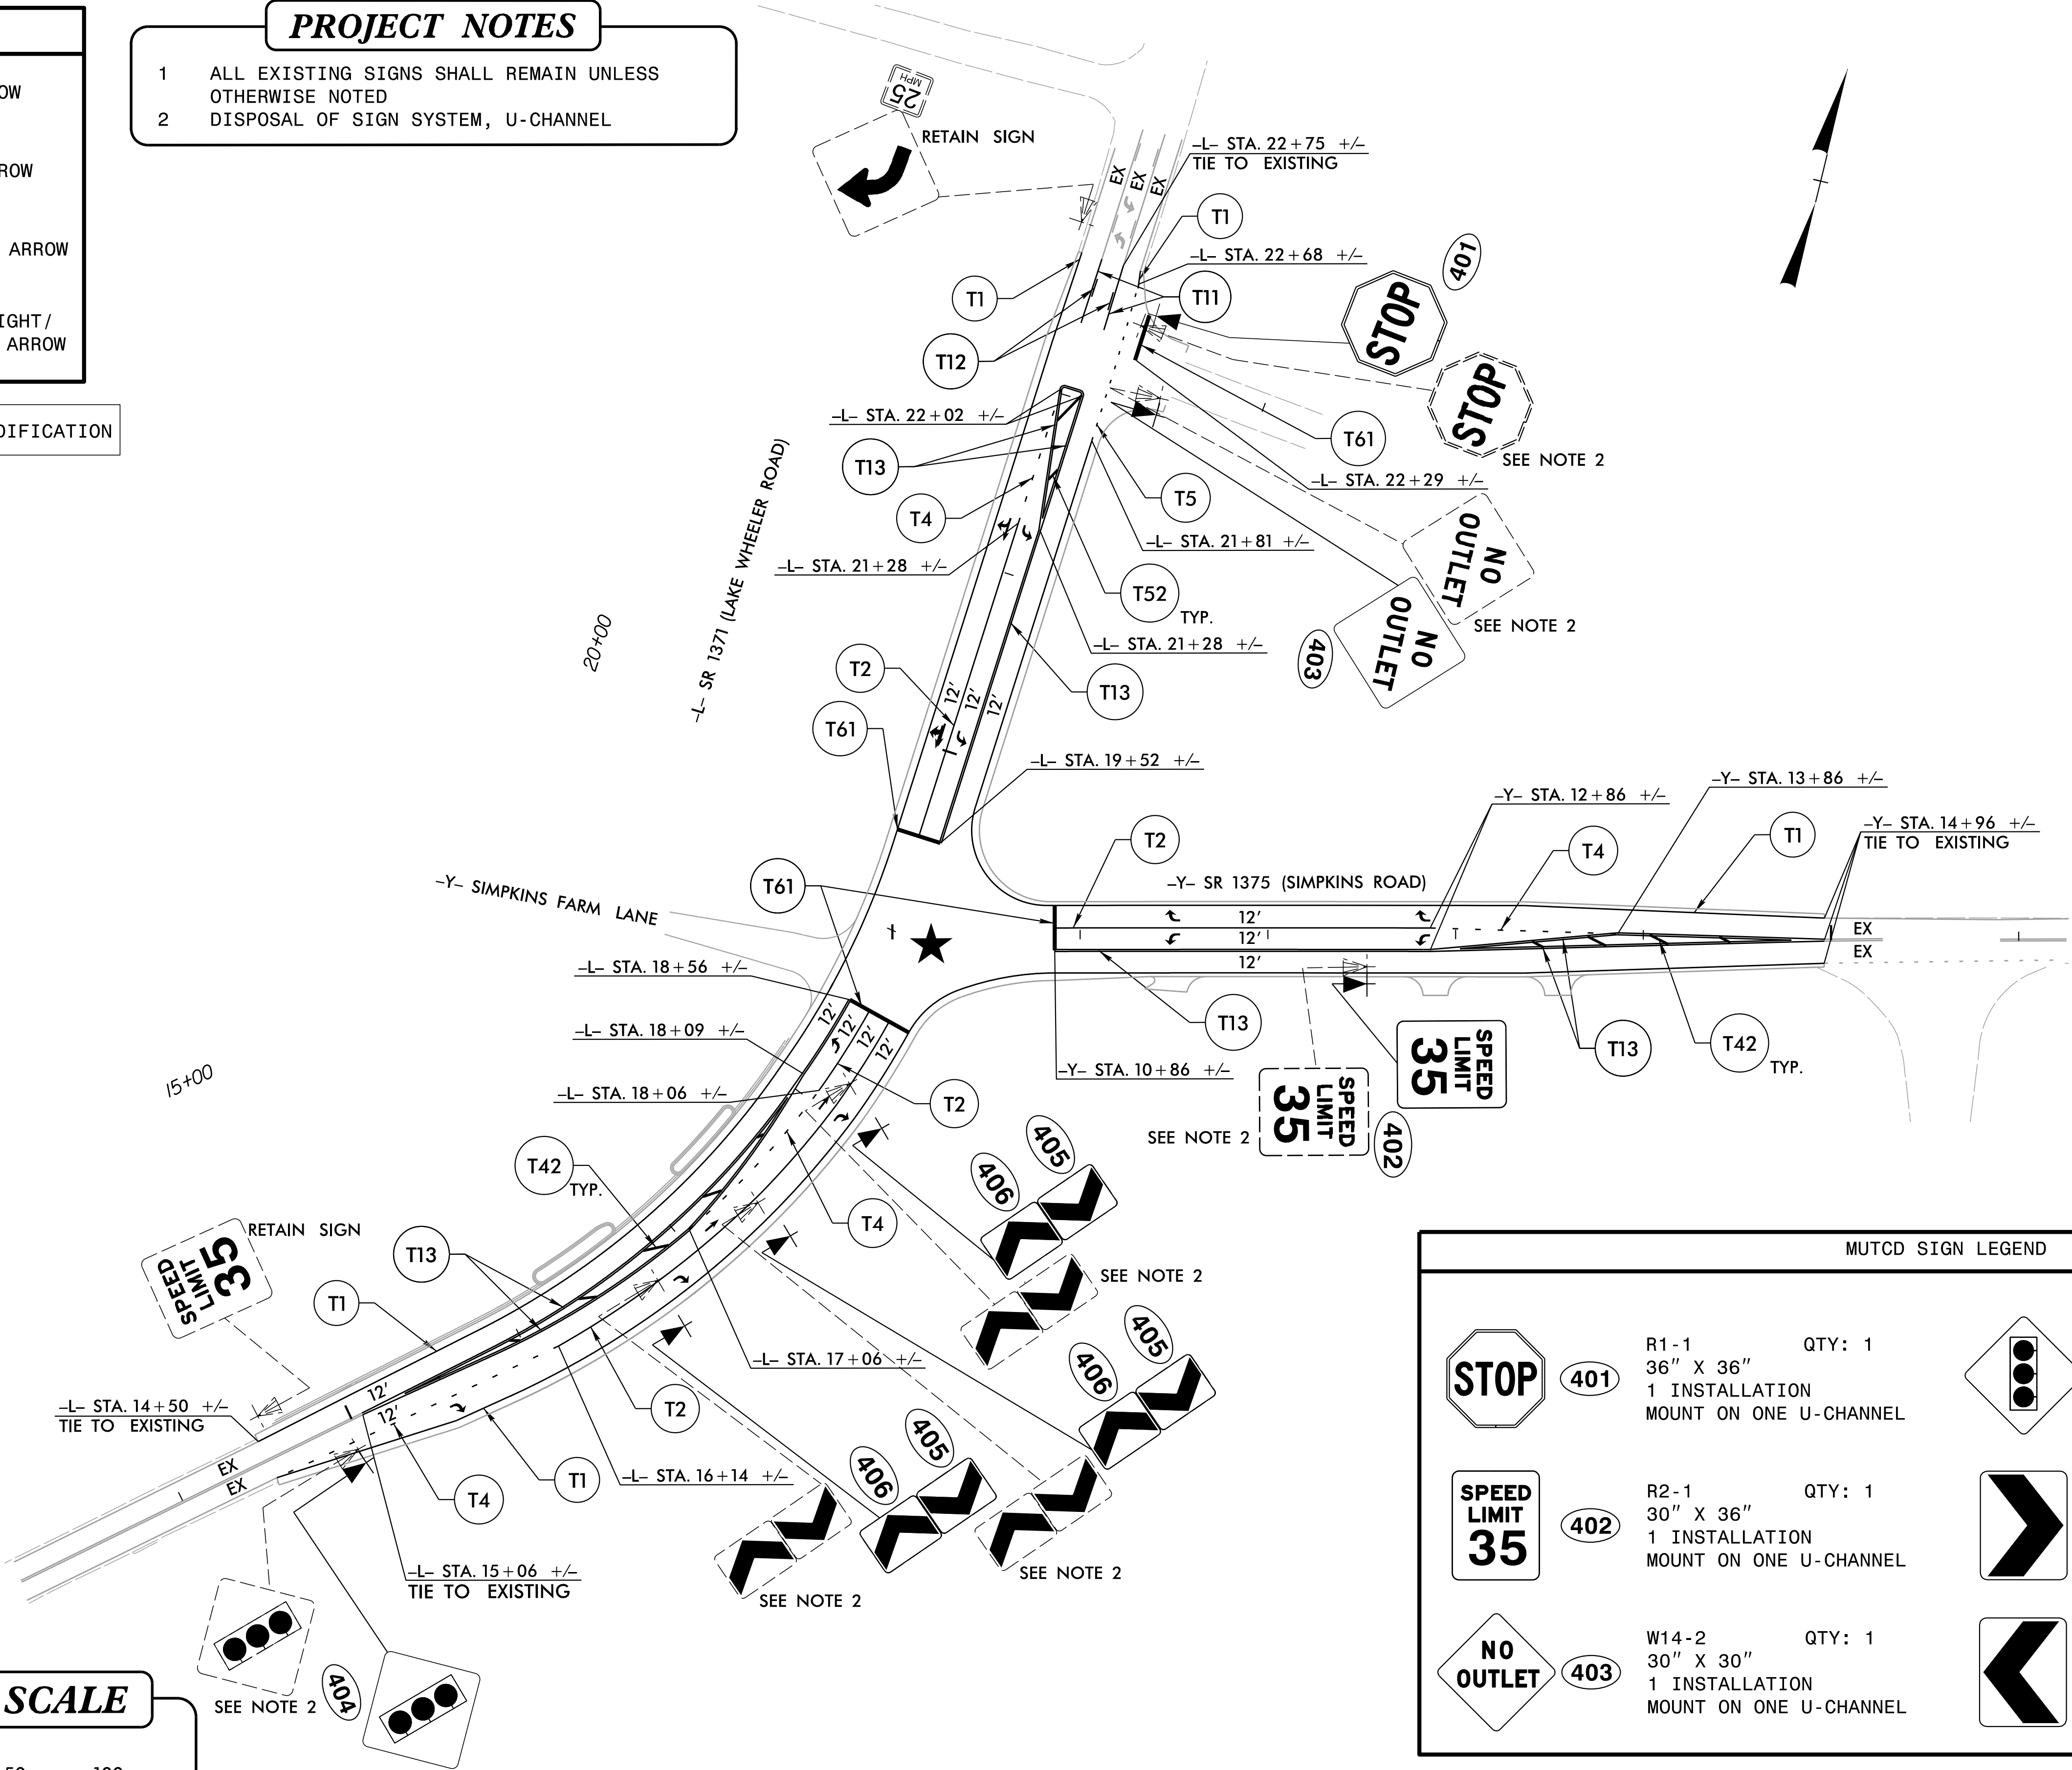 PROJECT NOTES
1 ALL EXISTING SIGNS SHALL REMAIN UNLESS
OTHERWISE NOTED
2 DISPOSAL OF SIGN SYSTEM, U-CHANNEL
OW
ROW
ARROW
IGHT/
ARROW
DIFICATION
25
MPH
RETAIN SIGN
EX
EX
EX
-L- STA. 22+75 +/-
TIE TO EXISTING
T1
-L- STA. 22+68 +/-
401
T1
T11
STOP
T12
STOP
SEE NOTE 2
-L- STA. 22+02 +/-
T61
T13
-L- STA. 22+29 +/-
T4
T5
-L- STA. 21+81 +/-
NO
OUTLET
-L- STA. 21+28 +/-
T52
TYP.
SEE NOTE 2
NO
OUTLET
403
-L- STA. 21+28 +/-
-L- SR 1371 (LAKE WHEELER ROAD)
20+00
T2
12'
12'
12'
T13
T61
-L- STA. 19+52 +/-
-Y- STA. 13+86 +/-
-Y- STA. 12+86 +/-
-Y- STA. 14+96 +/-
TIE TO EXISTING
T2
T4
T1
T61
-Y- SIMPKINS FARM LANE
-Y- SR 1375 (SIMPKINS ROAD)
12'
12'
12'
EX
EX
-L- STA. 18+56 +/-
12'
12'
12'
12'
T13
T13
T42
TYP.
-L- STA. 18+09 +/-
-Y- STA. 10+86 +/-
SPEED
LIMIT
35
SPEED
LIMIT
35
402
SEE NOTE 2
15+00
-L- STA. 18+06 +/-
T2
T42
TYP.
405
406
T4
SEE NOTE 2
RETAIN SIGN
SPEED
LIMIT
35
T13
T1
405
406
-L- STA. 17+06 +/-
12'
12'
T2
-L- STA. 14+50 +/-
TIE TO EXISTING
405
406
EX
EX
T4
T1
-L- STA. 16+14 +/-
SEE NOTE 2
SEE NOTE 2
-L- STA. 15+06 +/-
TIE TO EXISTING
SEE NOTE 2
404
SCALE
50 100
MUTCD SIGN LEGEND
STOP
401
R1-1 QTY: 1
36" X 36"
1 INSTALLATION
MOUNT ON ONE U-CHANNEL
SPEED
LIMIT
35
402
R2-1 QTY: 1
30" X 36"
1 INSTALLATION
MOUNT ON ONE U-CHANNEL
NO
OUTLET
403
W14-2 QTY: 1
30" X 30"
1 INSTALLATION
MOUNT ON ONE U-CHANNEL